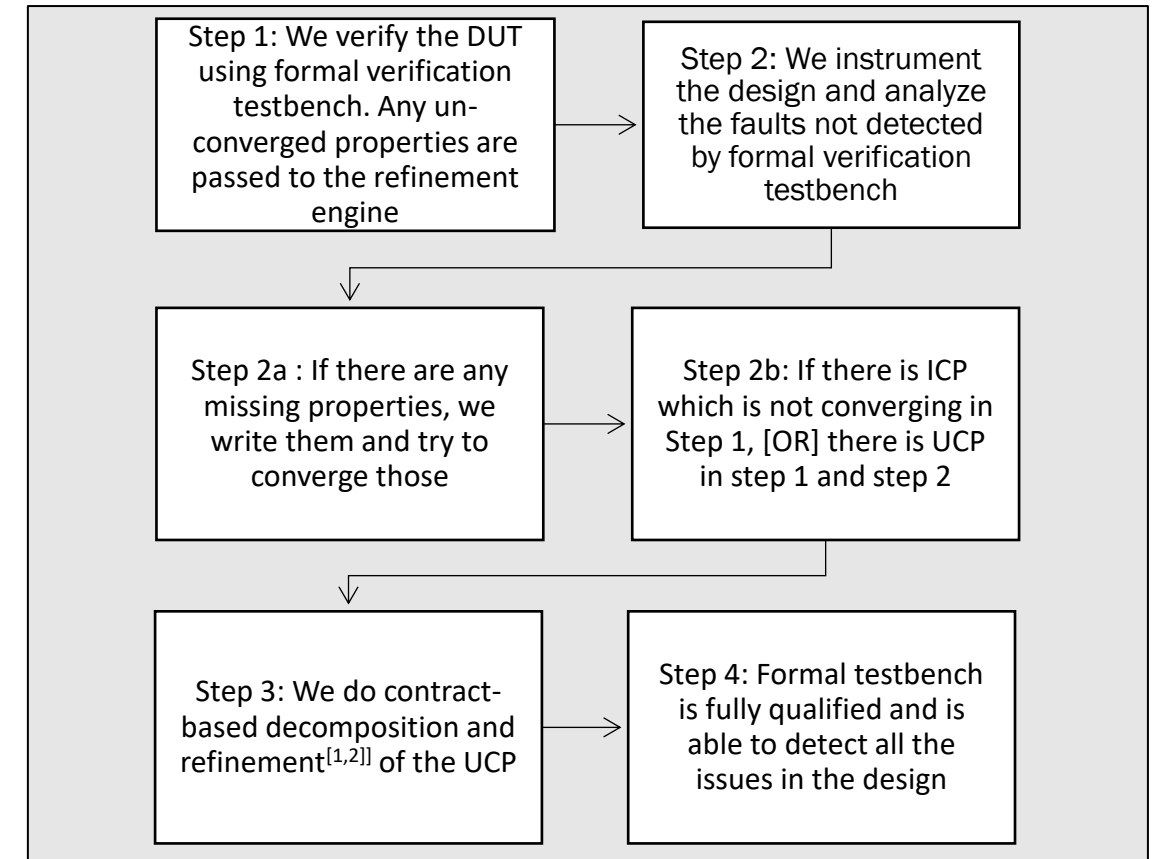 Step 1: We verify the DUT
using formal verification
testbench. Any un-
converged properties are
passed to the refinement
engine
Step 2: We instrument
the design and analyze
the faults not detected
by formal verification
testbench
Step 2a : If there are any
missing properties, we
write them and try to
converge those
Step 2b: If there is ICP
which is not converging in
Step 1, [OR] there is UCP
in step 1 and step 2
Step 3: We do contract-
based decomposition and
refinement[1,2]] of the UCP
Step 4: Formal testbench
is fully qualified and is
able to detect all the
issues in the design